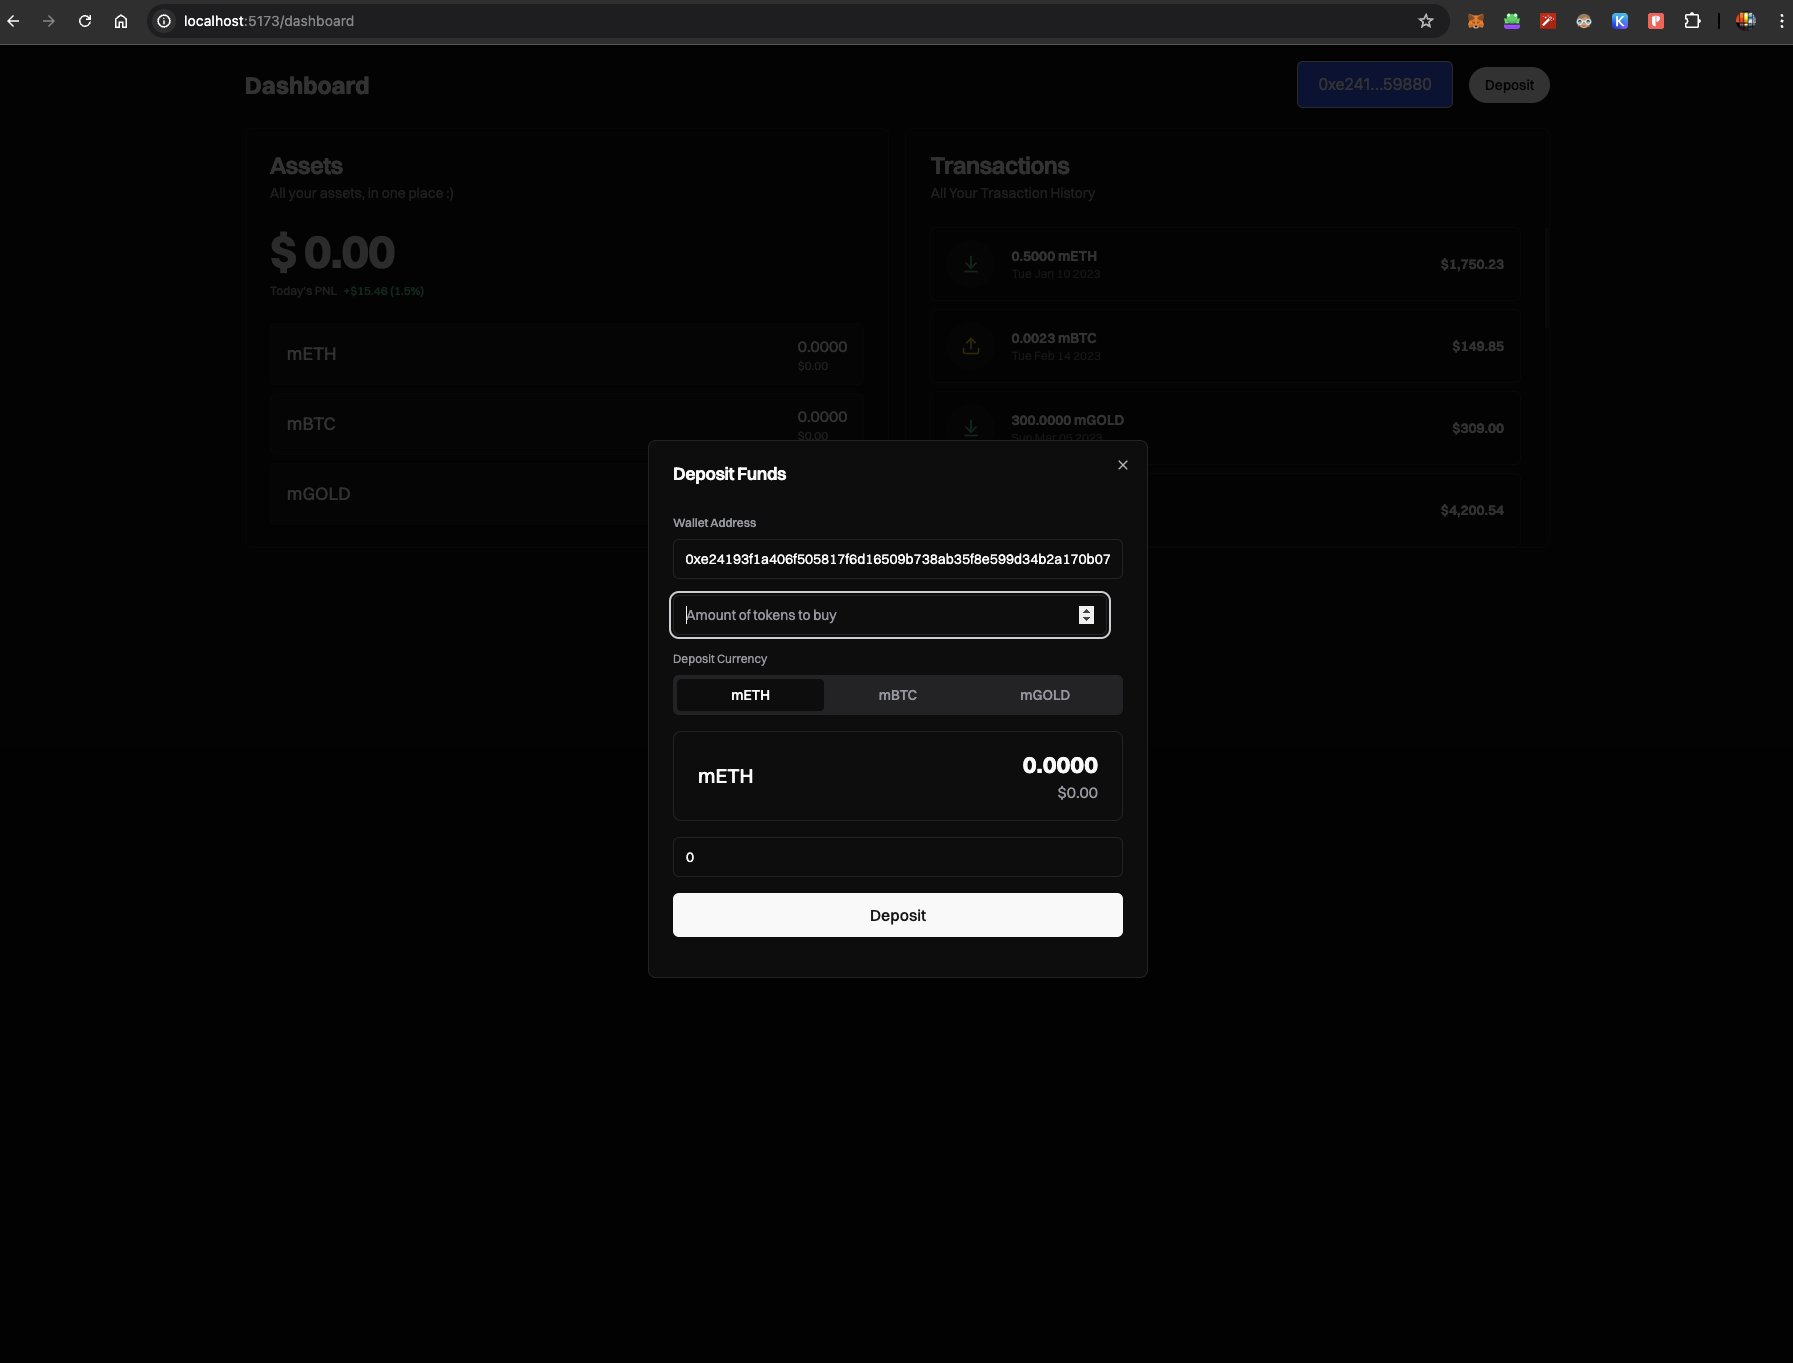 localhost:5173/dashboard
Dashboard
0xe241...59880
Deposit
Assets
All your assets, in one place :)
$ 0.00
Today's PNL +$15.46 (1.5%)
mETH
0.0000
$0.00
mBTC
0.0000
$0.00
mGOLD
Transactions
All Your Trasaction History
0.5000 mETH
Tue Jan 10 2023
$1,750.23
0.0023 mBTC
Tue Feb 14 2023
$149.85
300.0000 mGOLD
Sun Mar 05 2023
$309.00
$4,200.54
Deposit Funds
Wallet Address
0xe24193f1a406f505817f6d16509b738ab35f8e599d34b2a170b07
Amount of tokens to buy
Deposit Currency
mETH
mBTC
mGOLD
mETH
0.0000
$0.00
0
Deposit